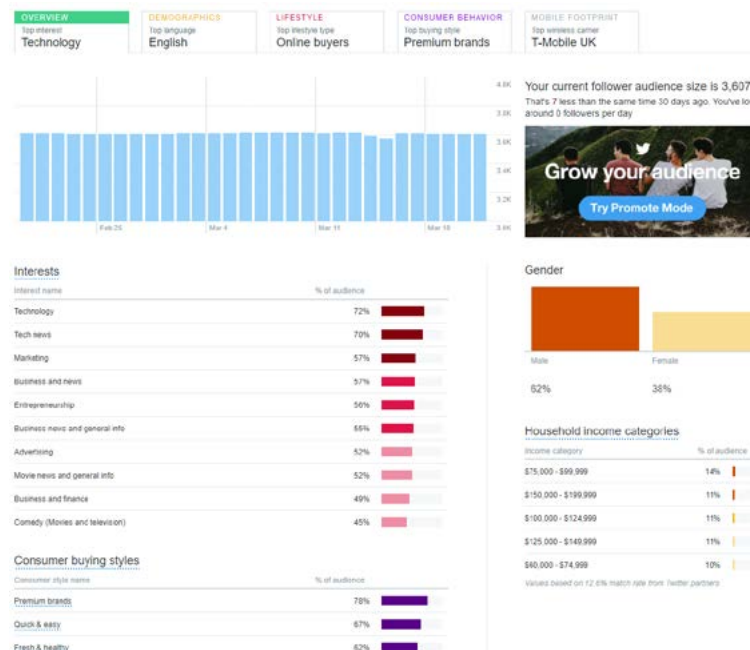 OVERVIEW
Top interest
Technology
DEMOGRAPHICS
Top language
English
LIFESTYLE
Top lifestyle type
Online buyers
CONSUMER BEHAVIOR
Top buying style
Premium brands
MOBILE FOOTPRINT
Top wireless carrier
T-Mobile UK
4.0K
3.8K
3.6K
3.4K
3.2K
3.0K
Feb 25
Mar 4
Mar 11
Mar 18
Your current follower audience size is 3,607
That's 7 less than the same time 30 days ago. You've lo
around 0 followers per day
Grow your audience
Try Promote Mode
Interests
Interest name % of audience
Technology 72%
Tech news 70%
Marketing 57%
Business and news 57%
Entrepreneurship 56%
Business news and general info 55%
Advertising 52%
Movie news and general info 52%
Business and finance 49%
Comedy (Movies and television) 45%
Consumer buying styles
Consumer style name % of audience
Premium brands 78%
Quick & easy 67%
Fresh & healthy 62%
Gender
Male Female
62% 38%
Household income categories
Income category % of audience
$75,000 - $99,999 14%
$150,000 - $199,999 11%
$100,000 - $124,999 11%
$125,000 - $149,999 11%
$60,000 - $74,999 10%
Values based on 12.6% match rate from Twitter partners